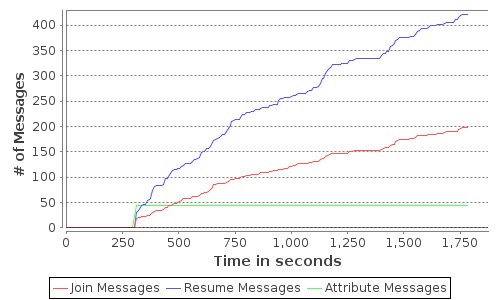 400
350
300
250
200
150
100
50
0
# of Messages
0 250 500 750 1,000 1,250 1,500 1,750
Time in seconds
Join Messages Resume Messages Attribute Messages